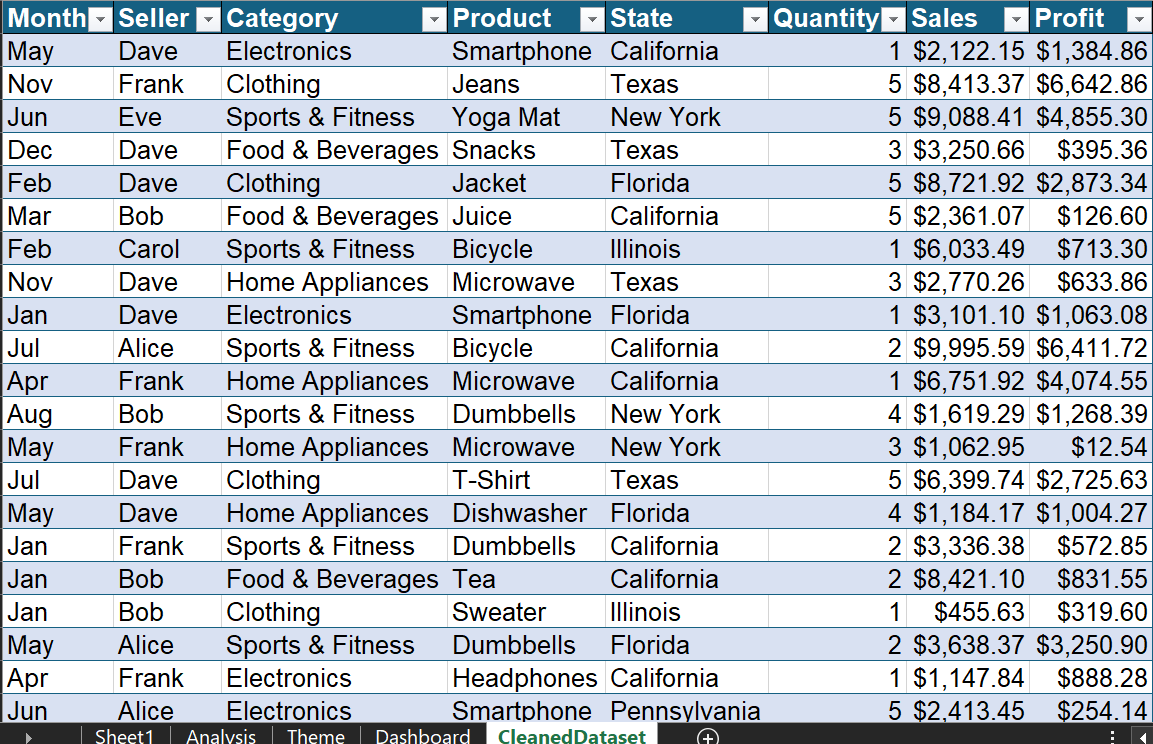 Month Seller Category Product State Quantity Sales Profit
May Dave Electronics Smartphone California 1 $2,122.15 $1,384.86
Nov Frank Clothing Jeans Texas 5 $8,413.37 $6,642.86
Jun Eve Sports & Fitness Yoga Mat New York 5 $9,088.41 $4,855.30
Dec Dave Food & Beverages Snacks Texas 3 $3,250.66 $395.36
Feb Dave Clothing Jacket Florida 5 $8,721.92 $2,873.34
Mar Bob Food & Beverages Juice California 5 $2,361.07 $126.60
Feb Carol Sports & Fitness Bicycle Illinois 1 $6,033.49 $713.30
Nov Dave Home Appliances Microwave Texas 3 $2,770.26 $633.86
Jan Dave Electronics Smartphone Florida 1 $3,101.10 $1,063.08
Jul Alice Sports & Fitness Bicycle California 2 $9,995.59 $6,411.72
Apr Frank Home Appliances Microwave California 1 $6,751.92 $4,074.55
Aug Bob Sports & Fitness Dumbbells New York 4 $1,619.29 $1,268.39
May Frank Home Appliances Microwave New York 3 $1,062.95 $12.54
Jul Dave Clothing T-Shirt Texas 5 $6,399.74 $2,725.63
May Dave Home Appliances Dishwasher Florida 4 $1,184.17 $1,004.27
Jan Frank Sports & Fitness Dumbbells California 2 $3,336.38 $572.85
Jan Bob Food & Beverages Tea California 2 $8,421.10 $831.55
Jan Bob Clothing Sweater Illinois 1 $455.63 $319.60
May Alice Sports & Fitness Dumbbells Florida 2 $3,638.37 $3,250.90
Apr Frank Electronics Headphones California 1 $1,147.84 $888.28
Jun Alice Electronics Smartphone Pennsylvania 5 $2,413.45 $254.14
Sheet1 Analysis Theme Dashboard CleanedDataset